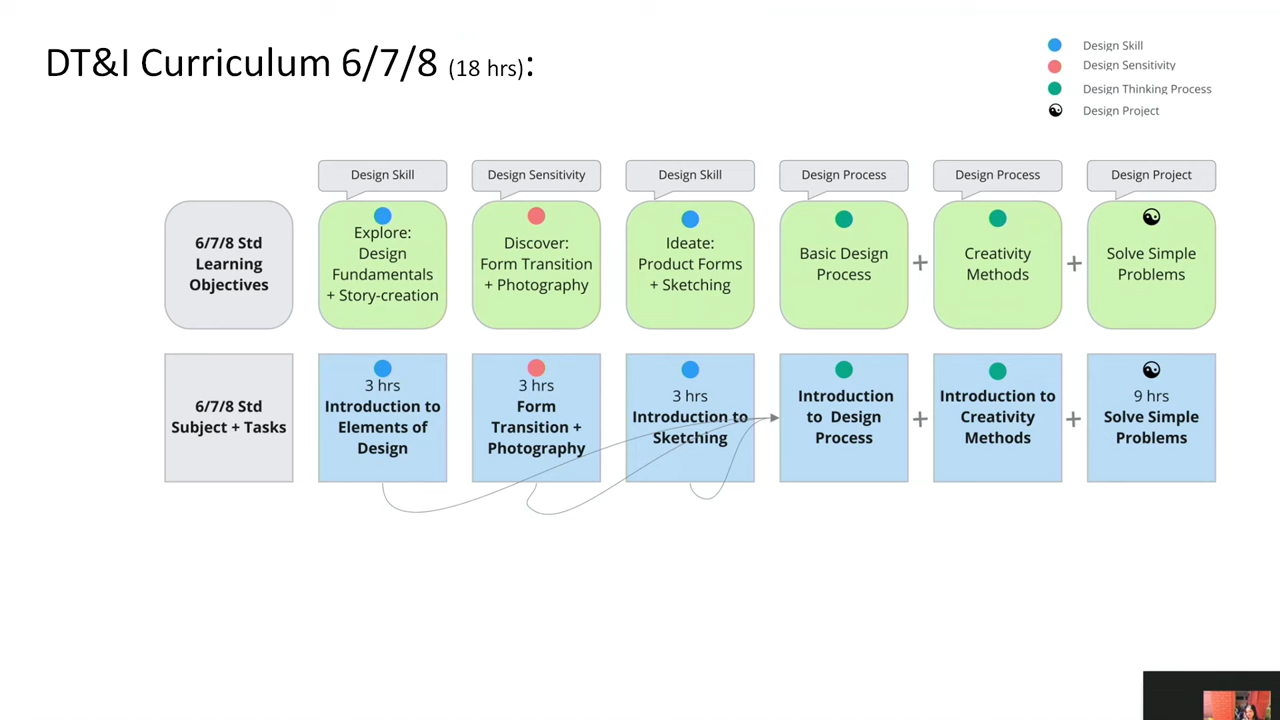 DT&I Curriculum 6/7/8 (18 hrs):
Design Skill
Design Sensitivity
Design Thinking Process
Design Project
Design Skill
Design Sensitivity
Design Skill
Design Process
Design Process
Design Project
6/7/8 Std
Learning
Objectives
Explore:
Design
Fundamentals
+ Story-creation
Discover:
Form Transition
+ Photography
Ideate:
Product Forms
+ Sketching
Basic Design
Process
+
Creativity
Methods
+
Solve Simple
Problems
6/7/8 Std
Subject + Tasks
3 hrs
Introduction to
Elements of
Design
3 hrs
Form
Transition +
Photography
3 hrs
Introduction to
Sketching
Introduction
to Design
Process
+
Introduction to
Creativity
Methods
+
9 hrs
Solve Simple
Problems